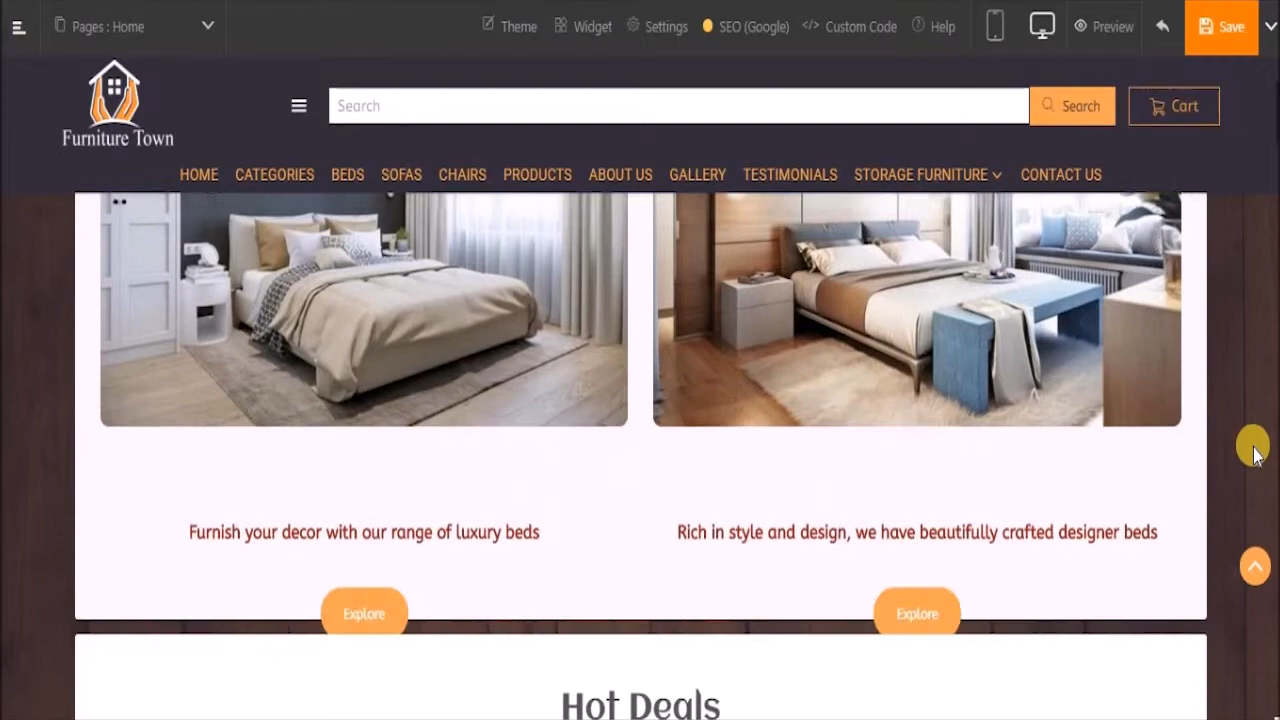 Pages : Home
Theme
Widget
Settings
SEO (Google)
Custom Code
Help
Preview
Save
Furniture Town
Search
Search
Cart
HOME CATEGORIES BEDS SOFAS CHAIRS PRODUCTS ABOUT US GALLERY TESTIMONIALS STORAGE FURNITURE CONTACT US
Furnish your decor with our range of luxury beds
Rich in style and design, we have beautifully crafted designer beds
Explore
Explore
Hot Deals